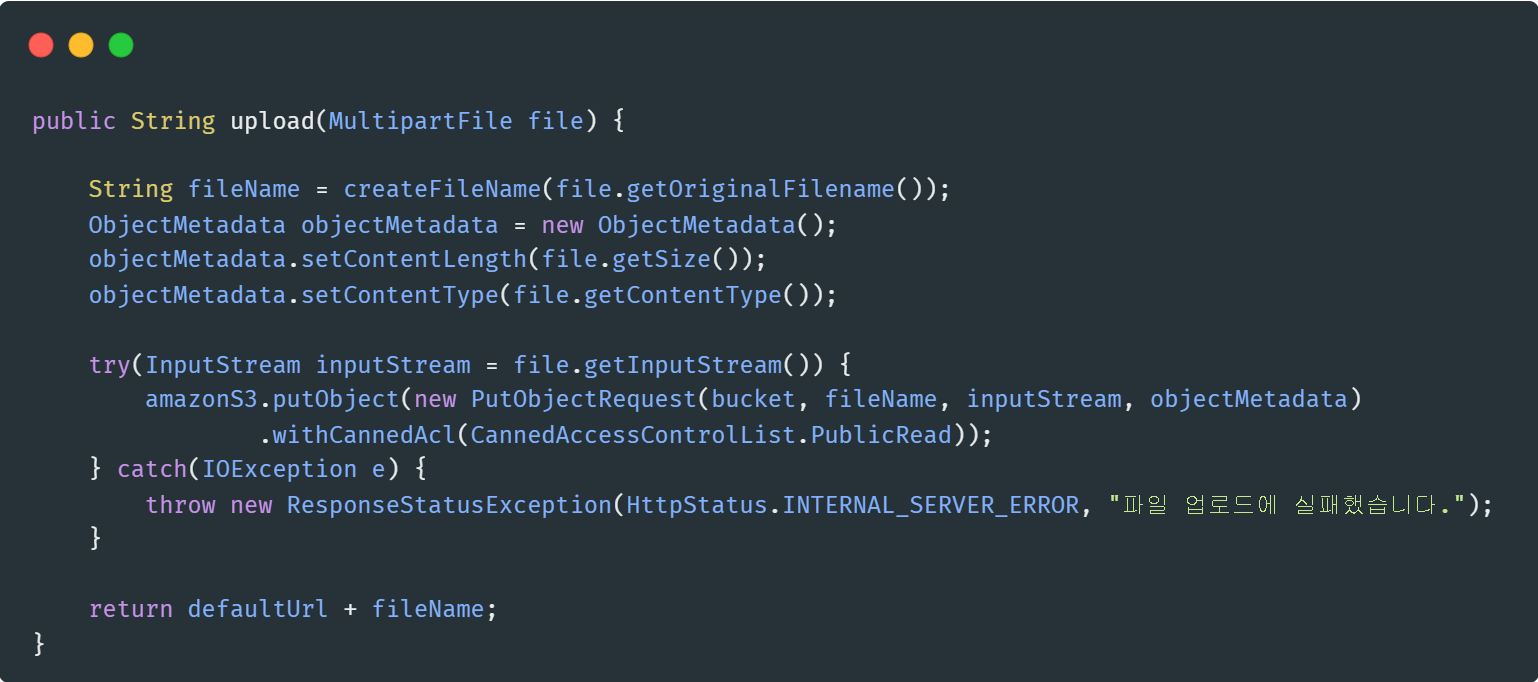 public String upload(MultipartFile file) {
String fileName = createFileName(file.getOriginalFilename());
ObjectMetadata objectMetadata = new ObjectMetadata();
objectMetadata.setContentLength(file.getSize());
objectMetadata.setContentType(file.getContentType());
try(InputStream inputStream = file.getInputStream()) {
amazonS3.putObject(new PutObjectRequest(bucket, fileName, inputStream, objectMetadata)
.withCannedAcl(CannedAccessControlList.PublicRead));
} catch(IOException e) {
throw new ResponseStatusException(HttpStatus.INTERNAL_SERVER_ERROR, "파일 업로드에 실패했습니다.");
}
return defaultUrl + fileName;
}